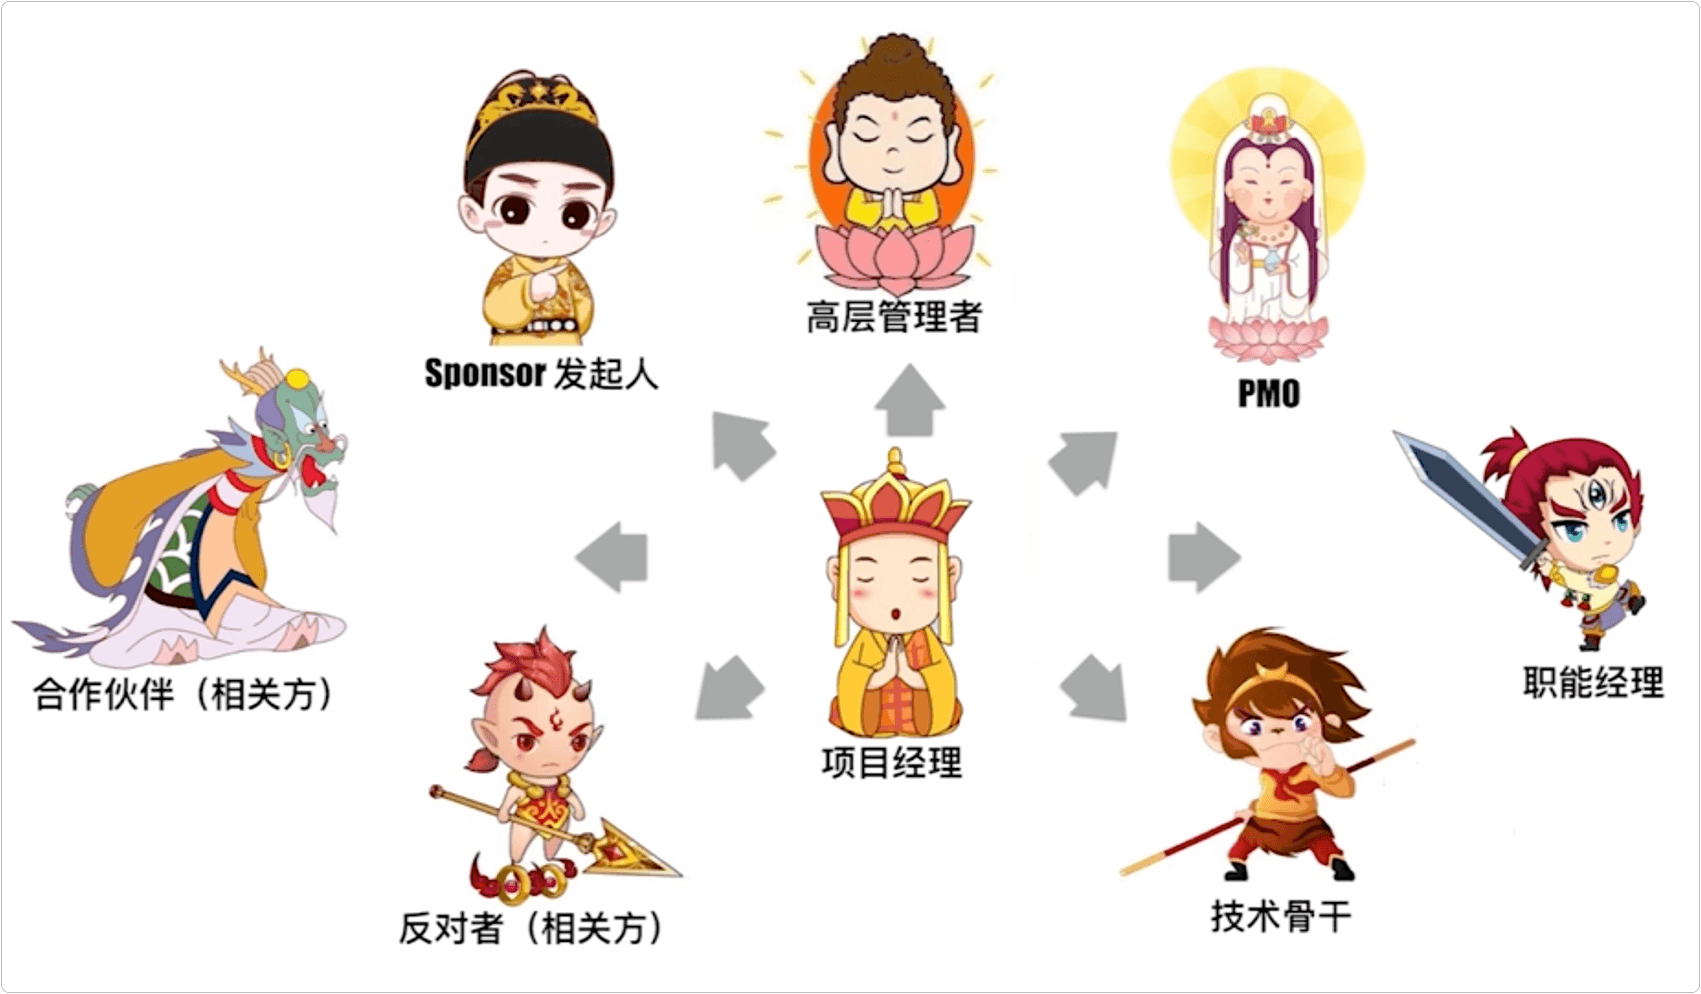 高层管理者
Sponsor 发起人
PMO
合作伙伴（相关方）
职能经理
项目经理
反对者（相关方）
技术骨干